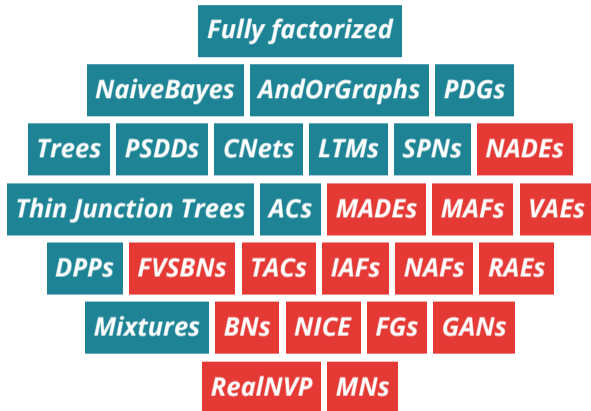 Fully factorized
NaiveBayes AndOrGraphs PDGs
Trees PSDDs CNets LTMs SPNs NADEs
Thin Junction Trees ACs MADEs MAFs VAEs
DPPs FVSBNs TACs IAFs NAFs RAEs
Mixtures BNs NICE FGs GANs
RealNVP MNs